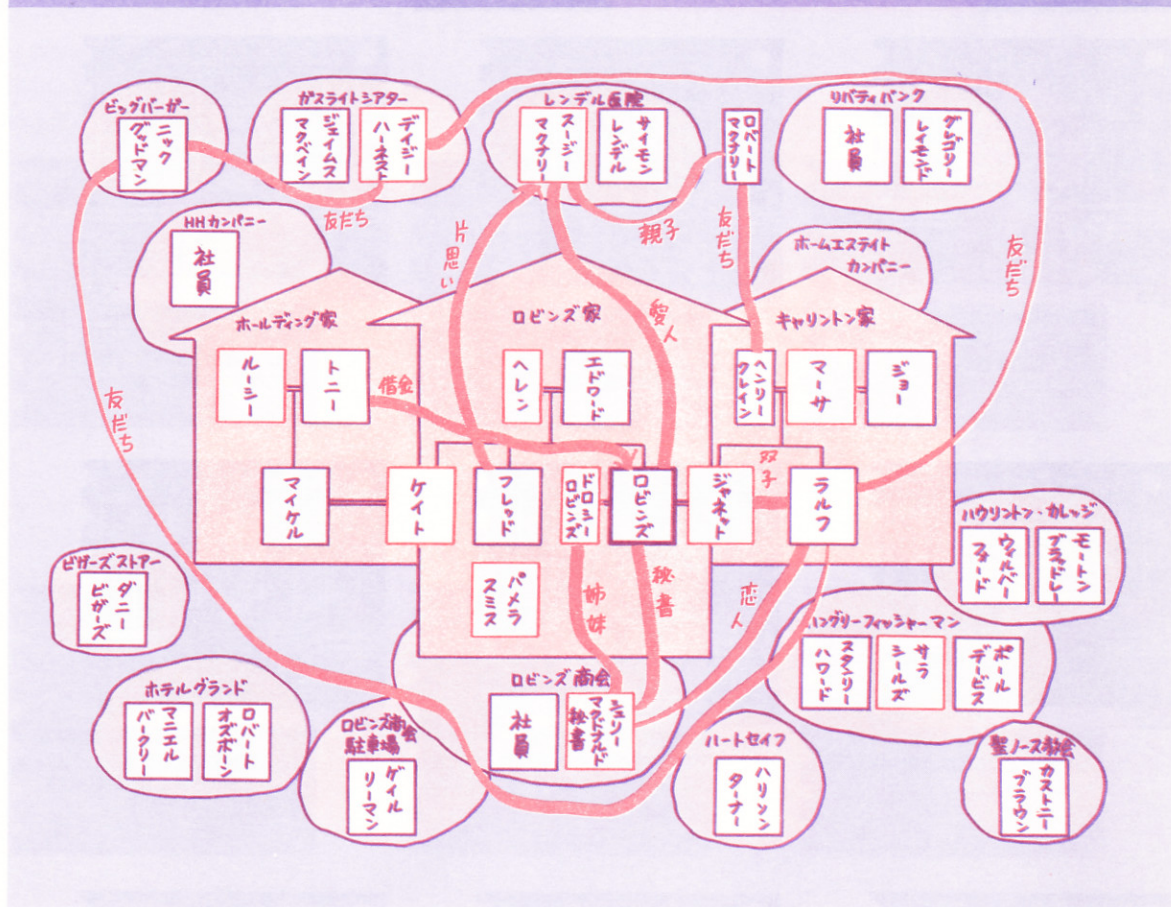 ビッグバーガー
ニック
グッドマン
ガスライトシアター
ジェイムス
マクベイン
デイジー
ハーネスト
レンデル医院
スージー
マクナリー
サイモン
レンデル
ロバート
マクナリー
リバティバンク
社員
グレゴリー
レイモンド
友だち
親子
友だち
片思い
愛人
友だち
友だち
HHカンパニー
社員
ホームエステイト
カンパニー
ホールディング家
ルーシー
トニー
借金
マイケル
ケイト
ロビンズ家
ヘレン
エドワード
フレッド
ドロシー
ロビンズ
ロビンズ
パメラ
スミス
キャリントン家
ヘンリー
クレイン
マーサ
ジョー
双子
ジャネット
ラルフ
姉妹
秘書
恋人
ハウリントン・カレッジ
ウィルバー
フォード
モートン
ブラッドレー
ビガーズストアー
ダニー
ビガーズ
ハングリーフィッシャーマン
スタンリー
ハワード
サラ
シールズ
ポール
デービス
ロビンズ商会
社員
シェリー
マクドナルド
秘書
ホテルグランド
マニエル
バークリー
ロバート
オズボーン
ロビンズ商会
駐車場
ゲイル
リーマン
ハートセイフ
ハリソン
ターナー
聖ノース教会
カストニー
ブラウン